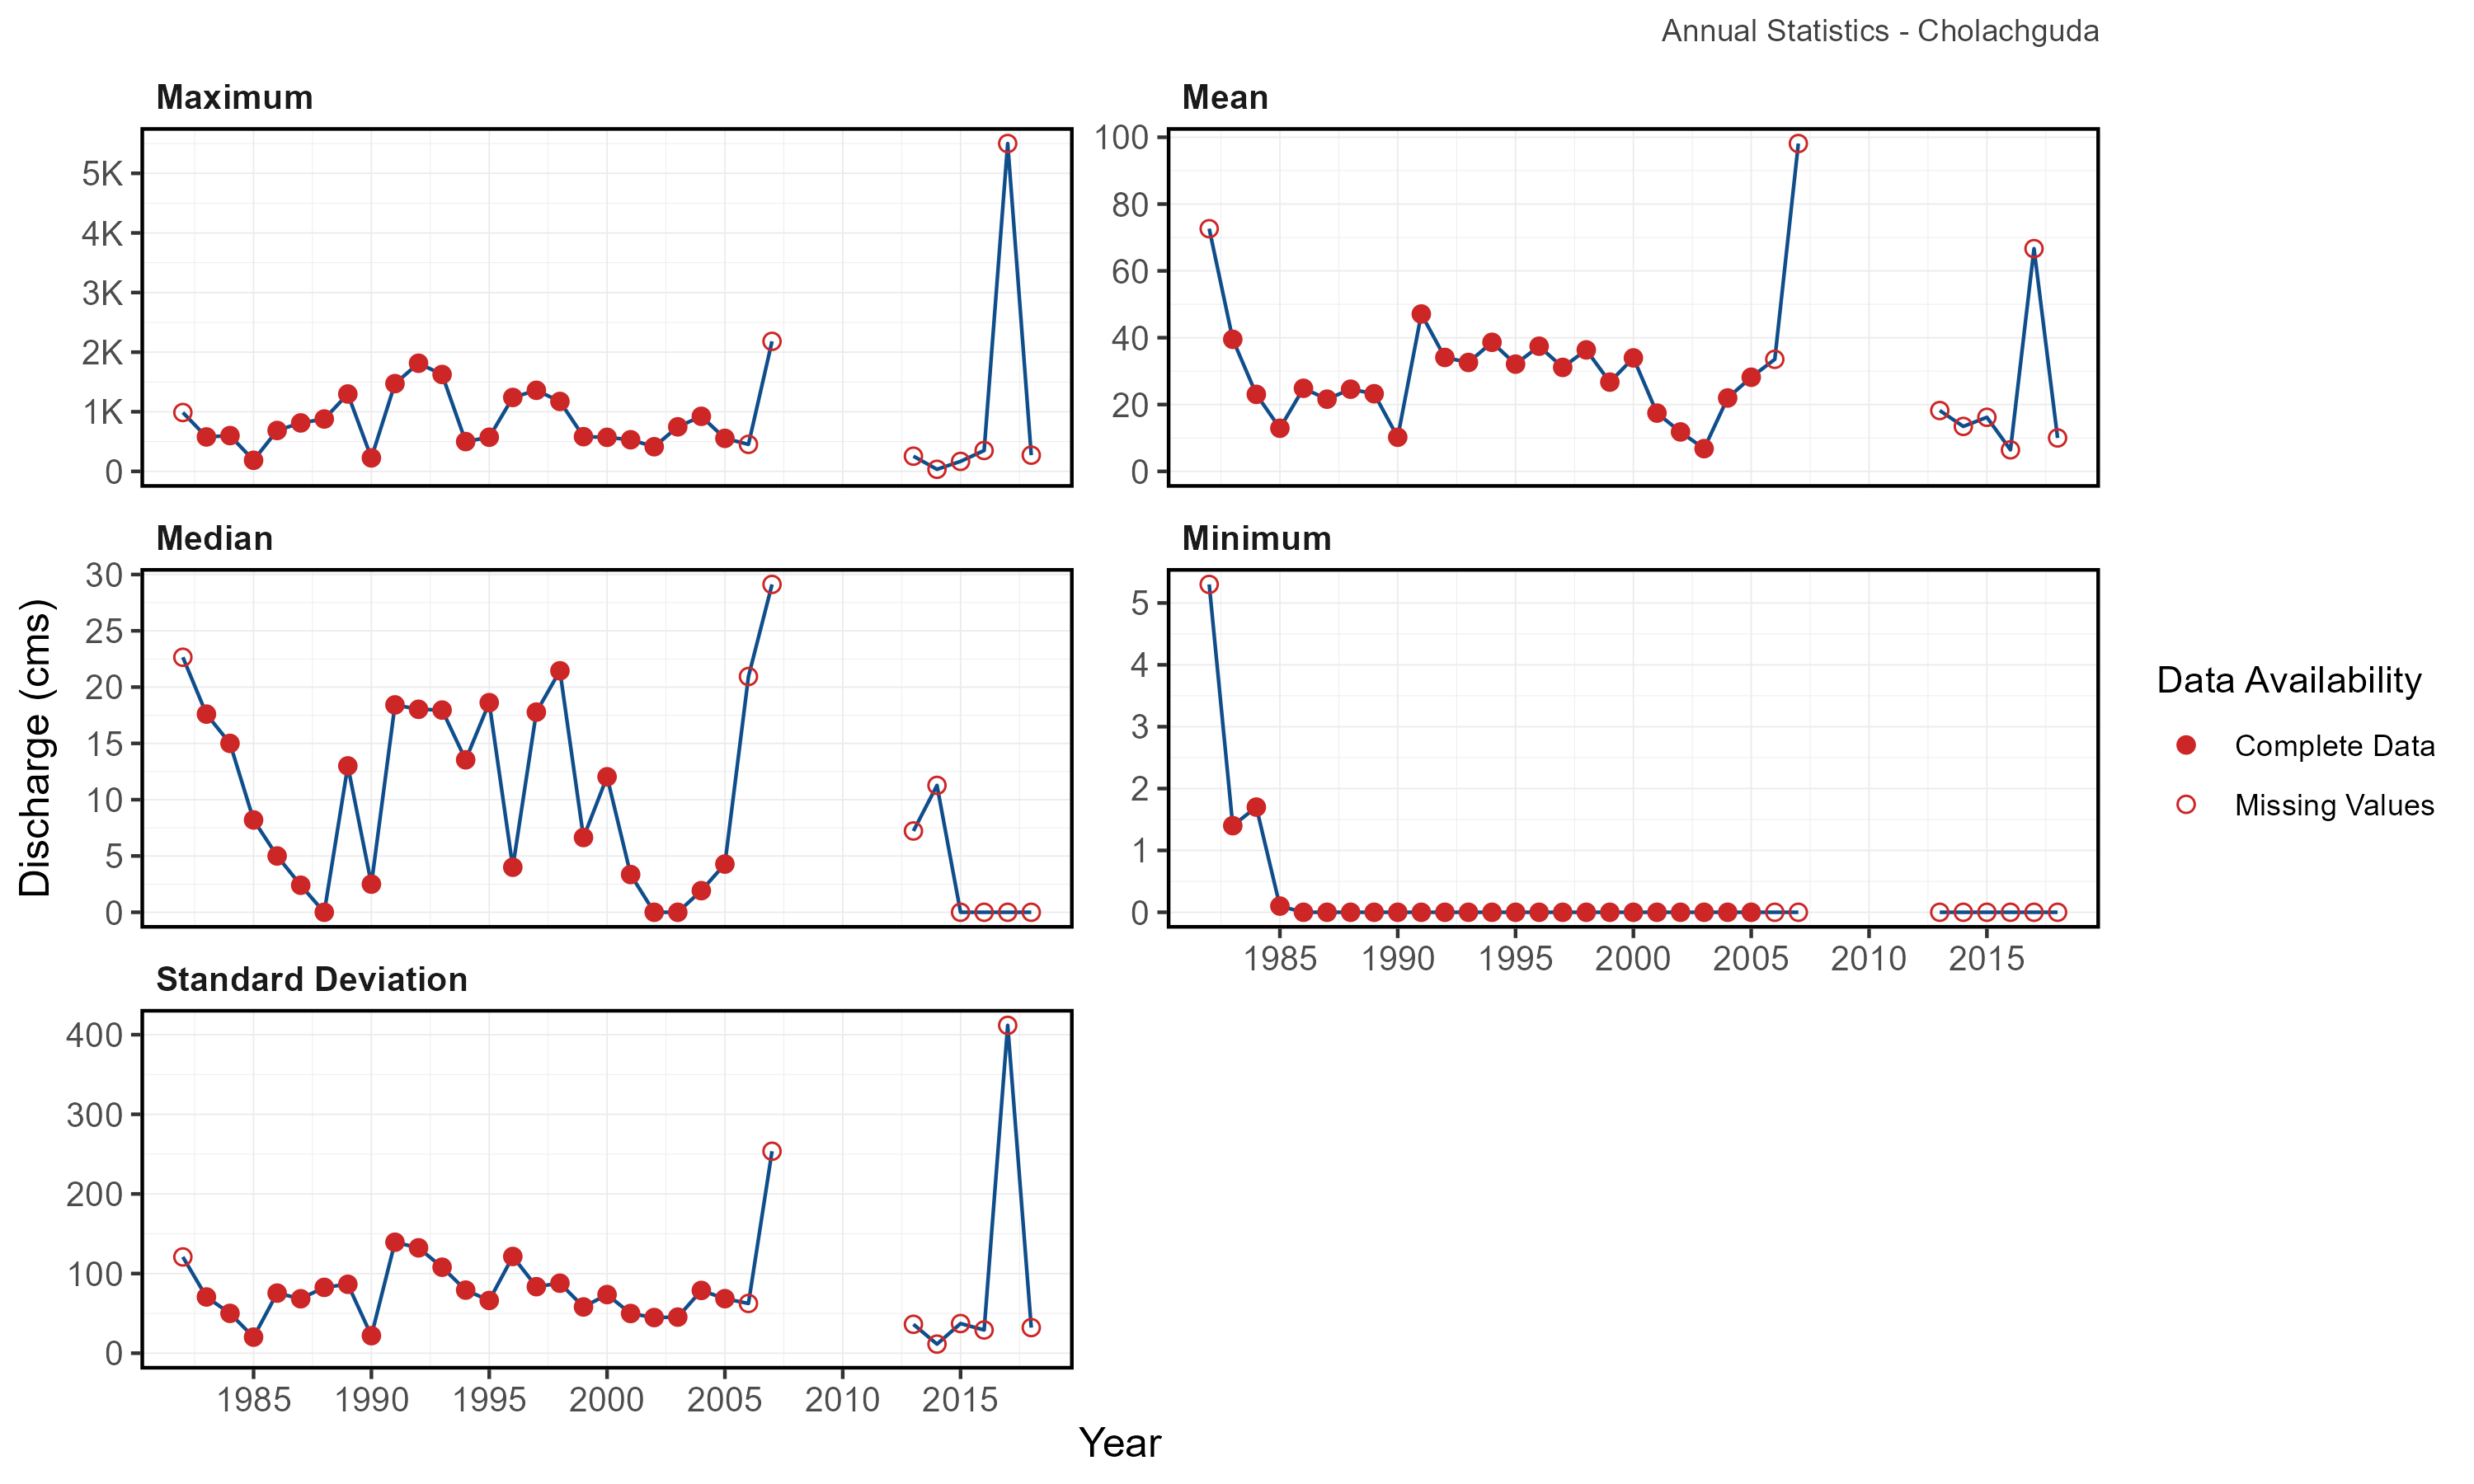 Annual Statistics - Cholachguda
Maximum
5K
4K
3K
2K
1K
0
Mean
100
80
60
40
20
0
Discharge (cms)
Median
30
25
20
15
10
5
0
Minimum
5
4
3
2
1
0
1985 1990 1995 2000 2005 2010 2015
Data Availability
Complete Data
Missing Values
Standard Deviation
400
300
200
100
0
1985 1990 1995 2000 2005 2010 2015
Year